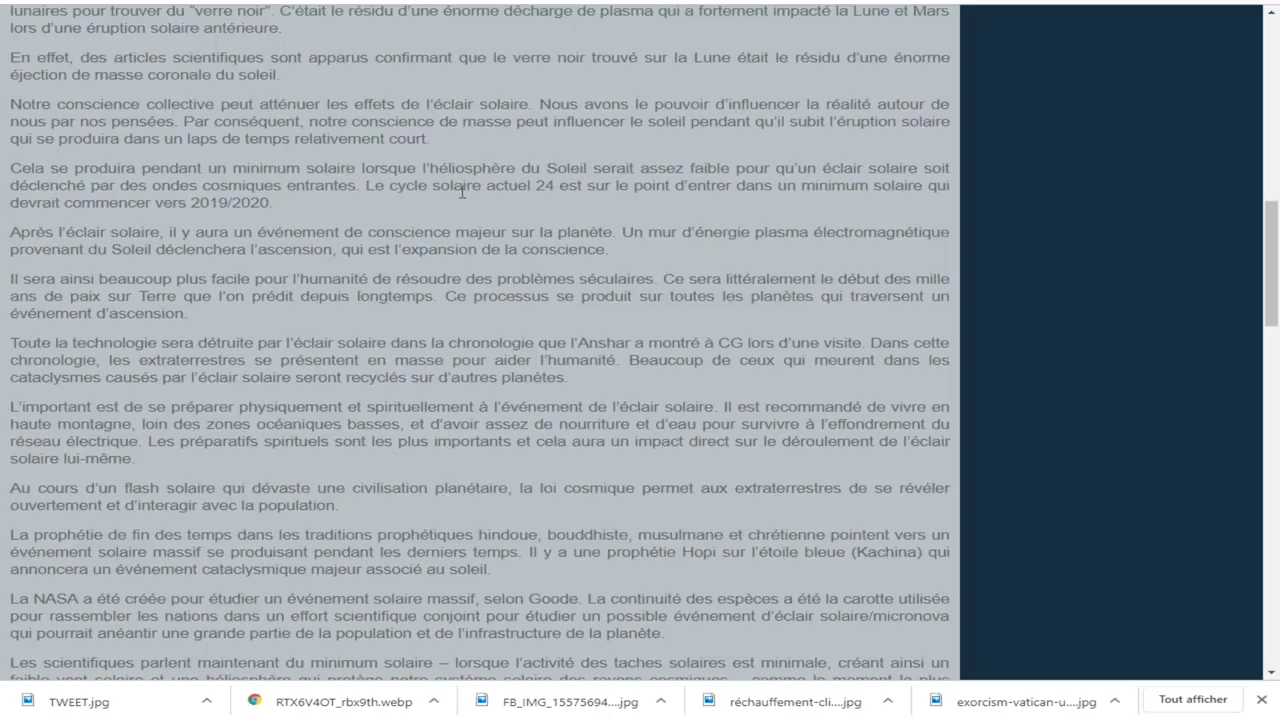 lunaires pour trouver du "verre noir". C'était le résidu d'une énorme décharge de plasma qui a fortement impacté la Lune et Mars
lors d'une éruption solaire antérieure.
En effet, des articles scientifiques sont apparus confirmant que le verre noir trouvé sur la Lune était le résidu d'une énorme
éjection de masse coronale du soleil.
Notre conscience collective peut atténuer les effets de l'éclair solaire. Nous avons le pouvoir d'influencer la réalité autour de
nous par nos pensées. Par conséquent, notre conscience de masse peut influencer le soleil pendant qu'il subit l'éruption solaire
qui se produira dans un laps de temps relativement court.
Cela se produira pendant un minimum solaire lorsque l'héliosphère du Soleil serait assez faible pour qu'un éclair solaire soit
déclenché par des ondes cosmiques entrantes. Le cycle solaire actuel 24 est sur le point d'entrer dans un minimum solaire qui
devrait commencer vers 2019/2020.
Après l'éclair solaire, il y aura un événement de conscience majeur sur la planète. Un mur d'énergie plasma électromagnétique
provenant du Soleil déclenchera l'ascension, qui est l'expansion de la conscience.
Il sera ainsi beaucoup plus facile pour l'humanité de résoudre des problèmes séculaires. Ce sera littéralement le début des mille
ans de paix sur Terre que l'on prédit depuis longtemps. Ce processus se produit sur toutes les planètes qui traversent un
événement d'ascension.
Toute la technologie sera détruite par l'éclair solaire dans la chronologie que l'Anshar a montré à CG lors d'une visite. Dans cette
chronologie, les extraterrestres se présentent en masse pour aider l'humanité. Beaucoup de ceux qui meurent dans les
cataclysmes causés par l'éclair solaire seront recyclés sur d'autres planètes.
L'important est de se préparer physiquement et spirituellement à l'événement de l'éclair solaire. Il est recommandé de vivre en
haute montagne, loin des zones océaniques basses, et d'avoir assez de nourriture et d'eau pour survivre à l'effondrement du
réseau électrique. Les préparatifs spirituels sont les plus importants et cela aura un impact direct sur le déroulement de l'éclair
solaire lui-même.
Au cours d'un flash solaire qui dévaste une civilisation planétaire, la loi cosmique permet aux extraterrestres de se révéler
ouvertement et d'interagir avec la population.
La prophétie de fin des temps dans les traditions prophétiques hindoue, bouddhiste, musulmane et chrétienne pointent vers un
événement solaire massif se produisant pendant les derniers temps. Il y a une prophétie Hopi sur l'étoile bleue (Kachina) qui
annoncera un événement cataclysmique majeur associé au soleil.
La NASA a été créée pour étudier un événement solaire massif, selon Goode. La continuité des espèces a été la carotte utilisée
pour rassembler les nations dans un effort scientifique conjoint pour étudier un possible événement d'éclair solaire/micronova
qui pourrait anéantir une grande partie de la population et de l'infrastructure de la planète.
Les scientifiques parlent maintenant du minimum solaire – lorsque l'activité des taches solaires est minimale, créant ainsi un
faible vent solaire et une héliosphère qui protège notre système solaire des rayons cosmiques – comme le moment le plus
TWEET.jpg
RTX6V4OT_rbx9th.webp
FB_IMG_15575694....jpg
réchauffement-cli....jpg
exorcism-vatican-u....jpg
Tout afficher